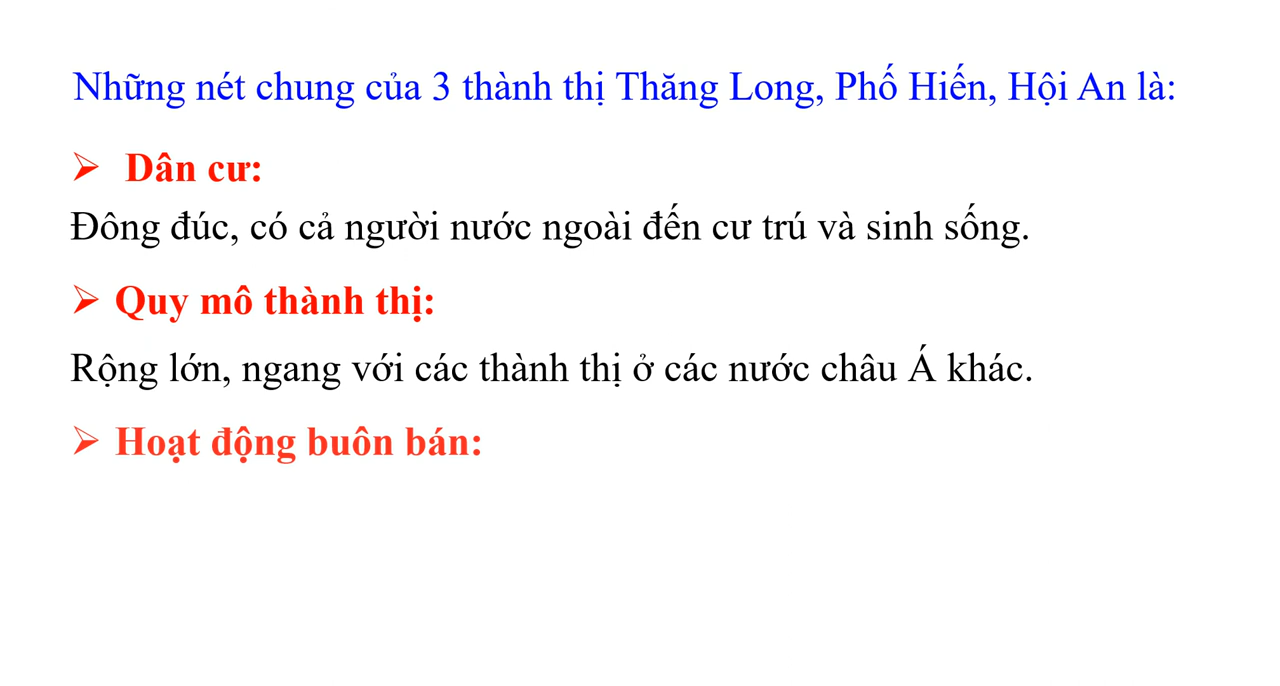 Những nét chung của 3 thành thị Thăng Long, Phố Hiến, Hội An là:
➢ Dân cư:
Đông đúc, có cả người nước ngoài đến cư trú và sinh sống.
➢ Quy mô thành thị:
Rộng lớn, ngang với các thành thị ở các nước châu Á khác.
➢ Hoạt động buôn bán: